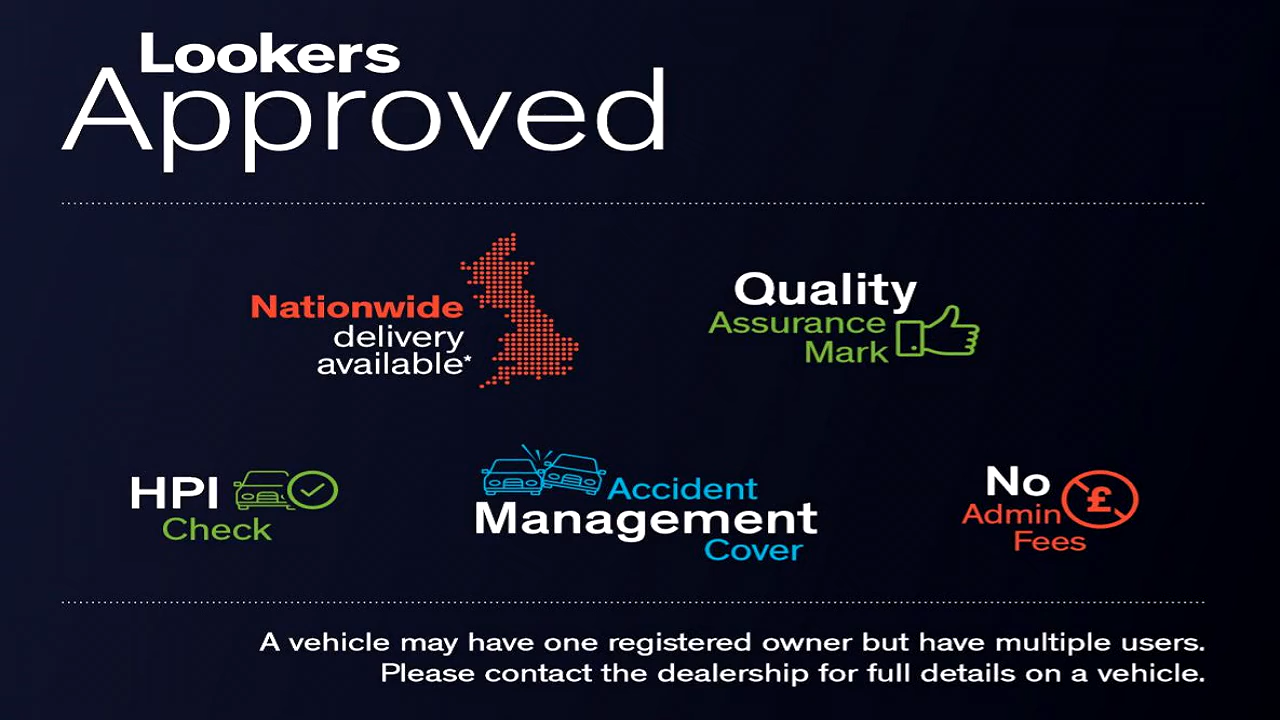 Lookers
Approved
Nationwide
delivery
available*
Quality
Assurance
Mark
HPI
Check
Accident
Management
Cover
No
£
Admin
Fees
A vehicle may have one registered owner but have multiple users.
Please contact the dealership for full details on a vehicle.